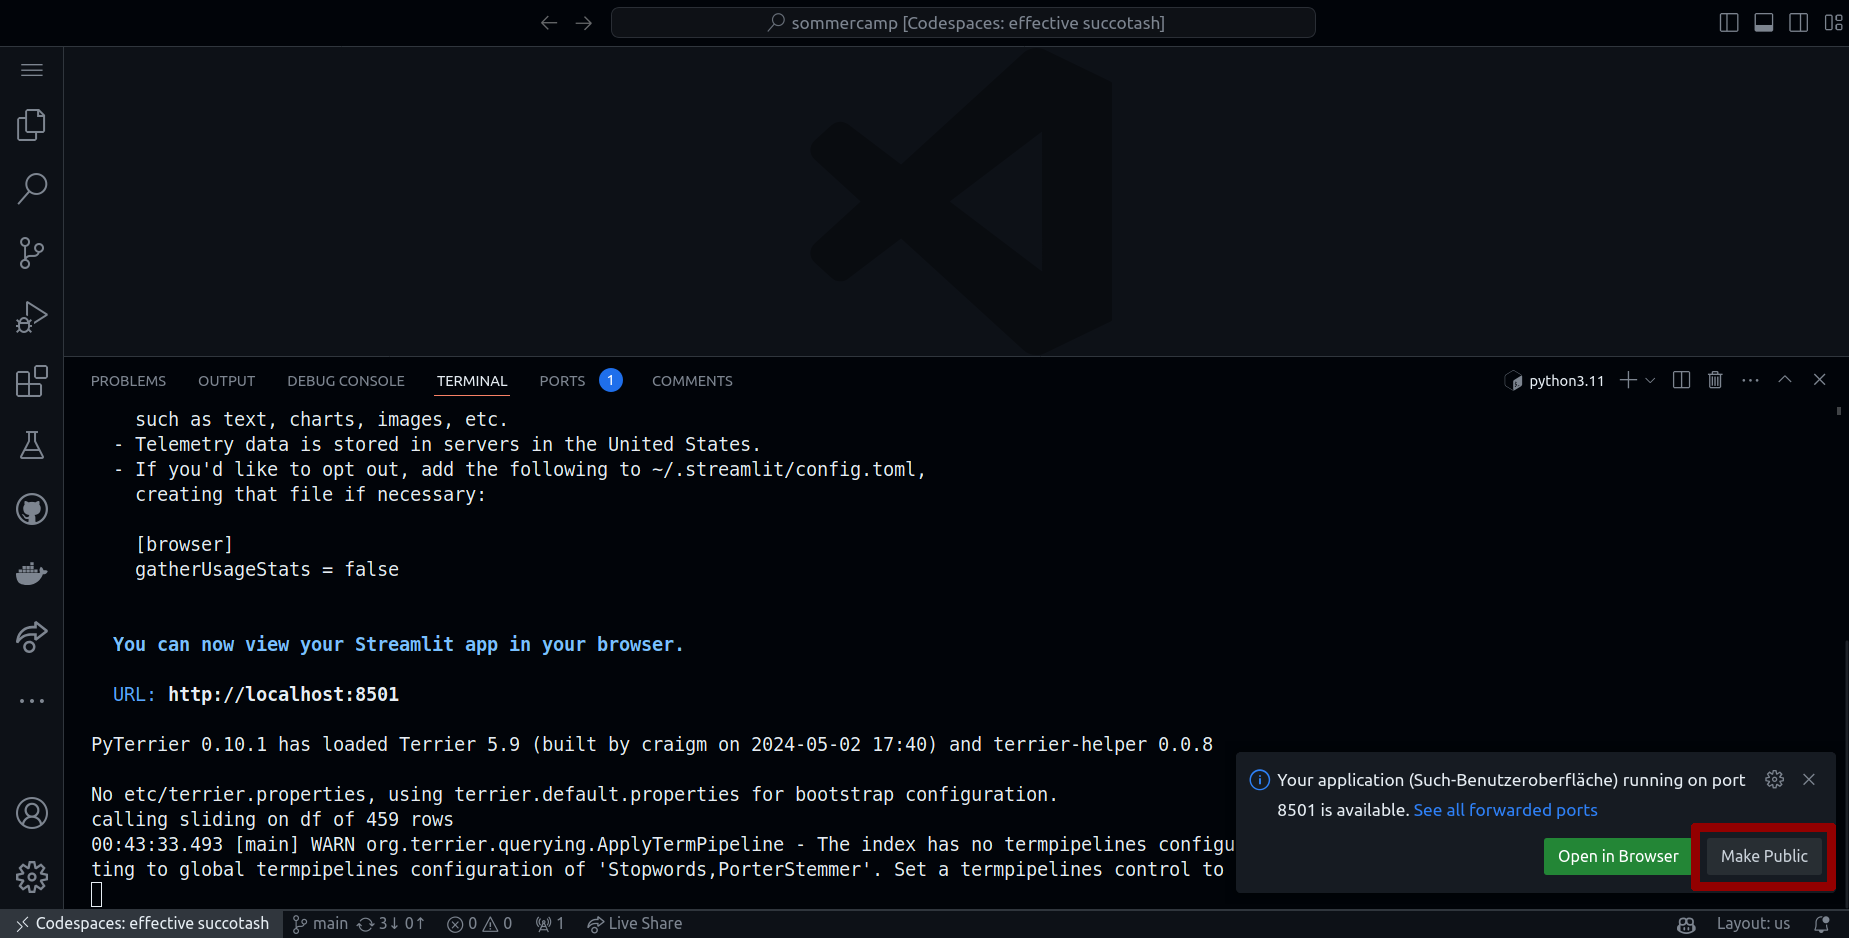 sommercamp [Codespaces: effective succotash]
PROBLEMS OUTPUT DEBUG CONSOLE TERMINAL PORTS 1 COMMENTS
python3.11
such as text, charts, images, etc.
- Telemetry data is stored in servers in the United States.
- If you'd like to opt out, add the following to ~/.streamlit/config.toml,
creating that file if necessary:
[browser]
gatherUsageStats = false
You can now view your Streamlit app in your browser.
URL: http://localhost:8501
PyTerrier 0.10.1 has loaded Terrier 5.9 (built by craigm on 2024-05-02 17:40) and terrier-helper 0.0.8
No etc/terrier.properties, using terrier.default.properties for bootstrap configuration.
calling sliding on df of 459 rows
00:43:33.493 [main] WARN org.terrier.querying.ApplyTermPipeline - The index has no termpipelines configu
ting to global termpipelines configuration of 'Stopwords,PorterStemmer'. Set a termpipelines control to
Your application (Such-Benutzeroberfläche) running on port
8501 is available. See all forwarded ports
Open in Browser Make Public
Codespaces: effective succotash main 3↓ 0↑ 0 0 1 Live Share Layout: us